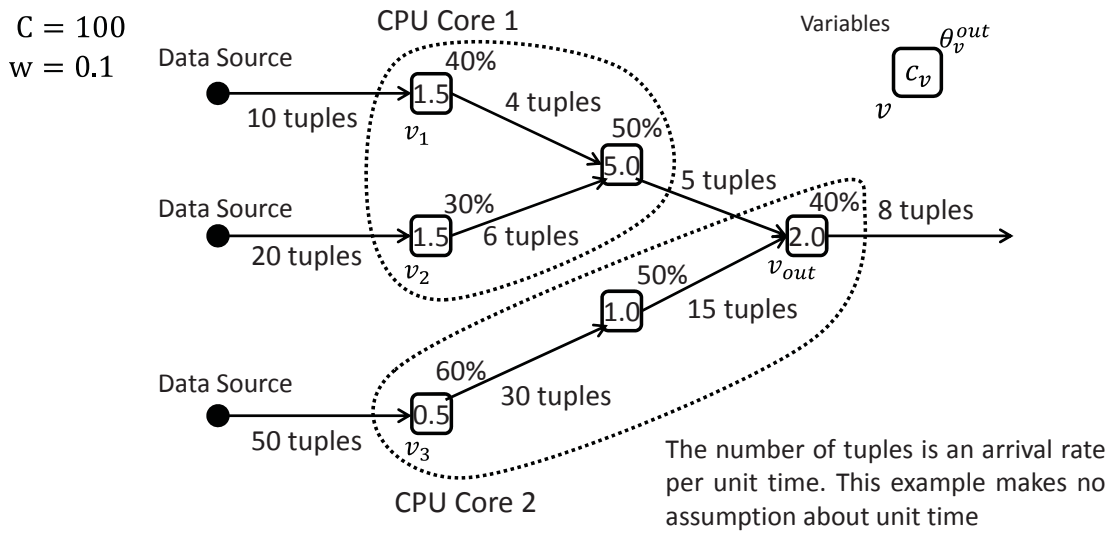 C = 100
w = 0.1
CPU Core 1
Variables
θ_v^{out}
C_v
v
Data Source
40%
1.5
10 tuples
v_1
4 tuples
50%
5.0
5 tuples
Data Source
30%
1.5
20 tuples
v_2
6 tuples
40%
2.0
8 tuples
v_{out}
50%
1.0
15 tuples
Data Source
60%
0.5
50 tuples
v_3
30 tuples
CPU Core 2
The number of tuples is an arrival rate
per unit time. This example makes no
assumption about unit time